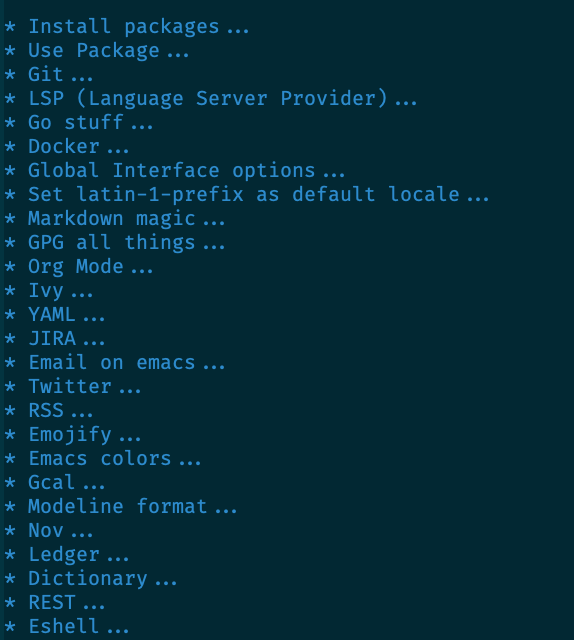 * Install packages...
* Use Package...
* Git...
* LSP (Language Server Provider)...
* Go stuff...
* Docker...
* Global Interface options...
* Set latin-1-prefix as default locale...
* Markdown magic...
* GPG all things...
* Org Mode...
* Ivy...
* YAML...
* JIRA...
* Email on emacs...
* Twitter...
* RSS...
* Emojify...
* Emacs colors...
* Gcal...
* Modeline format...
* Nov...
* Ledger...
* Dictionary...
* REST...
* Eshell...